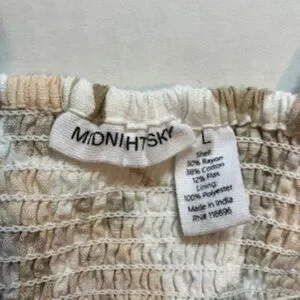 MIDNIHTSKY
L
Shell:
50% Rayon
38% Cotton
12% Flax
Lining:
100% Polyester
Made in India
RN# 116696